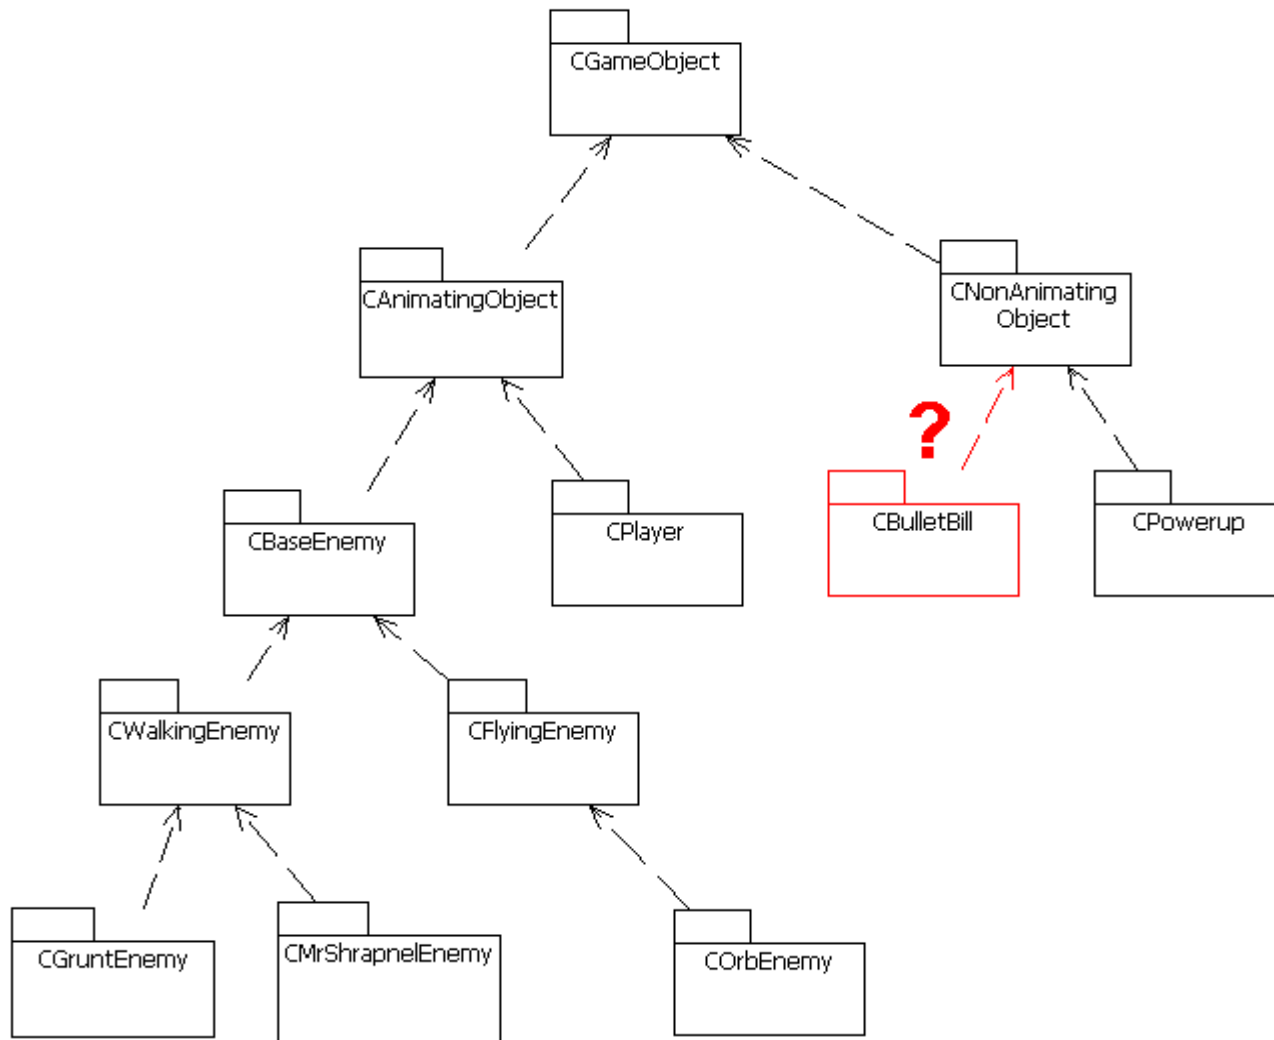 CGameObject
CAnimatingObject
CNonAnimating
Object
?
CBaseEnemy
CPlayer
CBulletBill
CPowerup
CWalkingEnemy
CFlyingEnemy
CGruntEnemy
CMrShrapnelEnemy
COrbEnemy